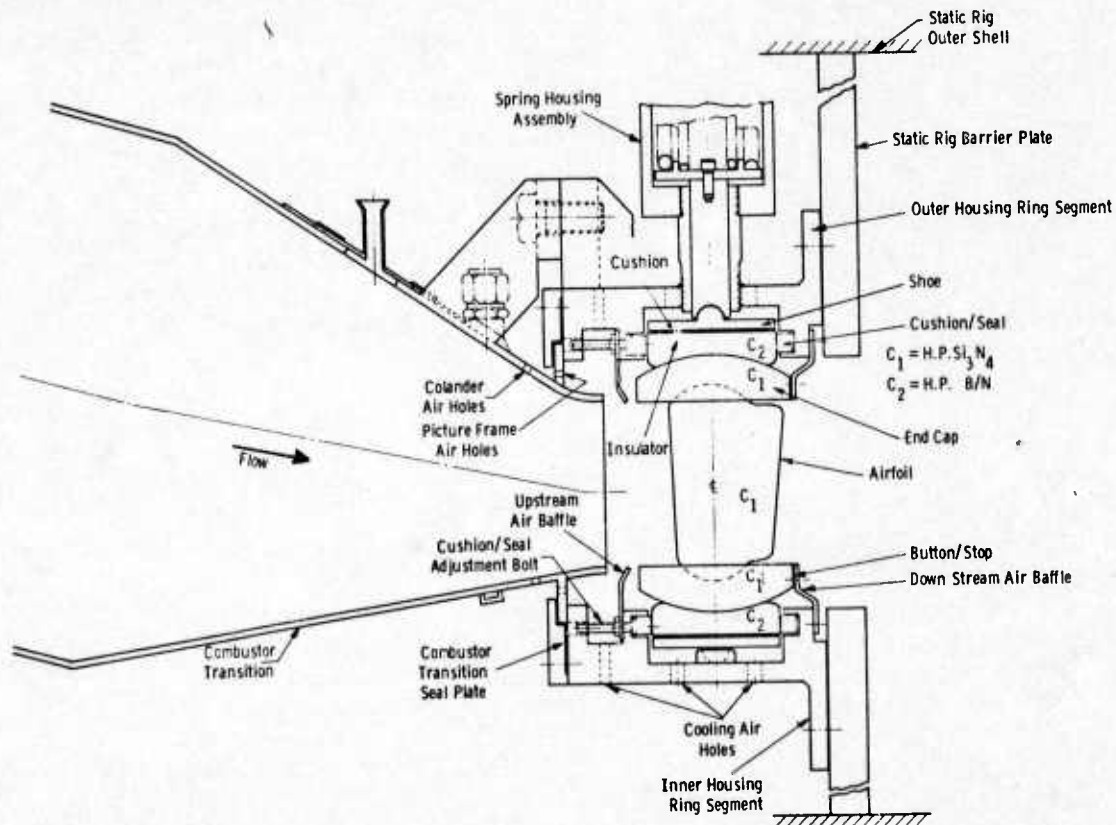 Static Rig
Outer Shell
Spring Housing
Assembly
Static Rig Barrier Plate
Outer Housing Ring Segment
Cushion
Shoe
Cushion/Seal
C₁ = H.P. Si₃N₄
C₂ = H.P. B/N
C₂
C₁
Colander
Air Holes
Picture Frame
Air Holes
Insulator
End Cap
Flow
Airfoil
℄
C₁
Upstream
Air Baffle
Cushion/Seal
Adjustment Bolt
Button/Stop
C₁
Down Stream Air Baffle
C₂
Combustor
Transition
Combustor
Transition
Seal Plate
Cooling Air
Holes
Inner Housing
Ring Segment